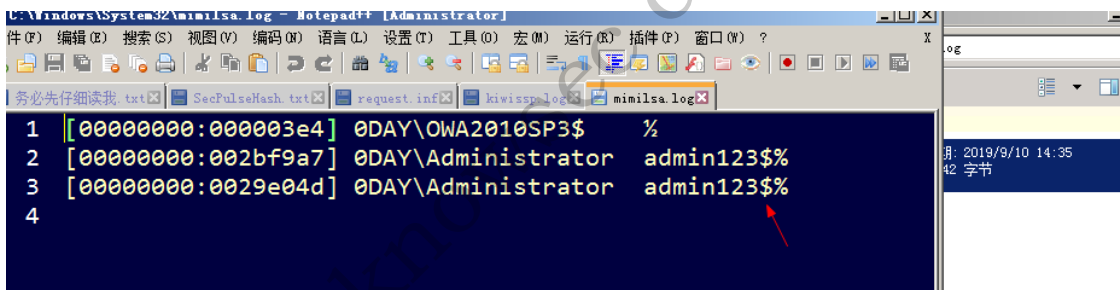 C:\Windows\System32\mimilsa.log - Notepad++ [Administrator]
件(F) 编辑(E) 搜索(S) 视图(V) 编码(N) 语言(L) 设置(T) 工具(O) 宏(M) 运行(R) 插件(P) 窗口(W) ? X
务必先仔细读我.txt SecPulseHash.txt request.inf kiwissp.log mimilsa.log
1 [00000000:000003e4] 0DAY\OWA2010SP3$ ½
2 [00000000:002bf9a7] 0DAY\Administrator admin123$%
3 [00000000:0029e04d] 0DAY\Administrator admin123$%
4
og
期: 2019/9/10 14:35
42 字节